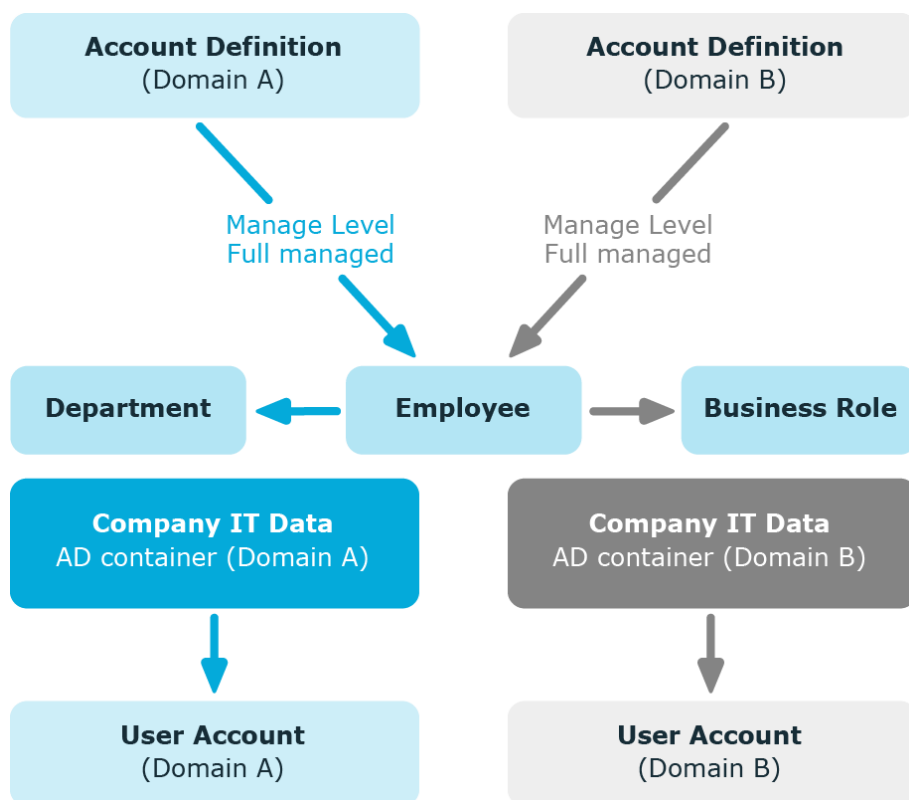 Account Definition
(Domain A)
Account Definition
(Domain B)
Manage Level
Full managed
Manage Level
Full managed
Department
Employee
Business Role
Company IT Data
AD container (Domain A)
Company IT Data
AD container (Domain B)
User Account
(Domain A)
User Account
(Domain B)